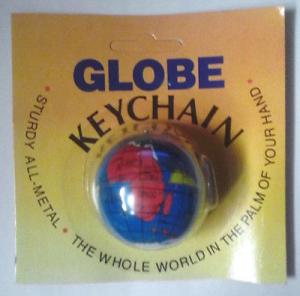 GLOBE
KEYCHAIN
• STURDY ALL-METAL • THE WHOLE WORLD IN THE PALM OF YOUR HAND •